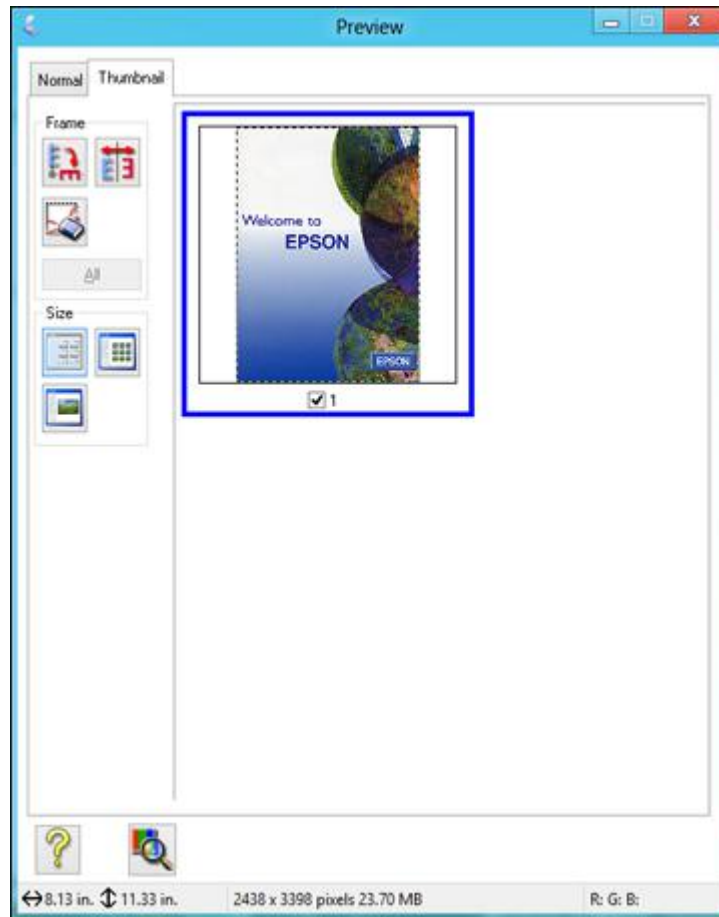 Preview
Normal Thumbnail
Frame
All
Size
Welcome to
EPSON
EPSON
1
8.13 in. 11.33 in. 2438 x 3398 pixels 23.70 MB R: G: B: